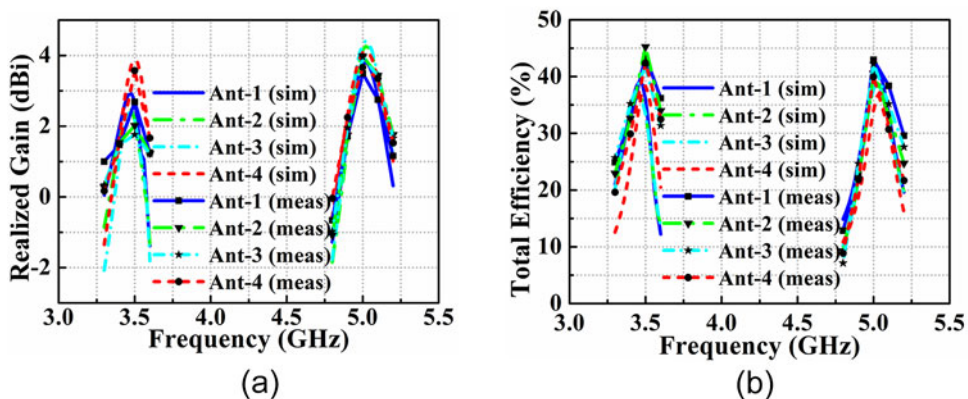 Realized Gain (dBi)
4
2
0
-2
Ant-1 (sim)
Ant-2 (sim)
Ant-3 (sim)
Ant-4 (sim)
Ant-1 (meas)
Ant-2 (meas)
Ant-3 (meas)
Ant-4 (meas)
3.0 3.5 4.0 4.5 5.0 5.5
Frequency (GHz)
(a)
Total Efficiency (%)
50
40
30
20
10
0
Ant-1 (sim)
Ant-2 (sim)
Ant-3 (sim)
Ant-4 (sim)
Ant-1 (meas)
Ant-2 (meas)
Ant-3 (meas)
Ant-4 (meas)
3.0 3.5 4.0 4.5 5.0 5.5
Frequency (GHz)
(b)